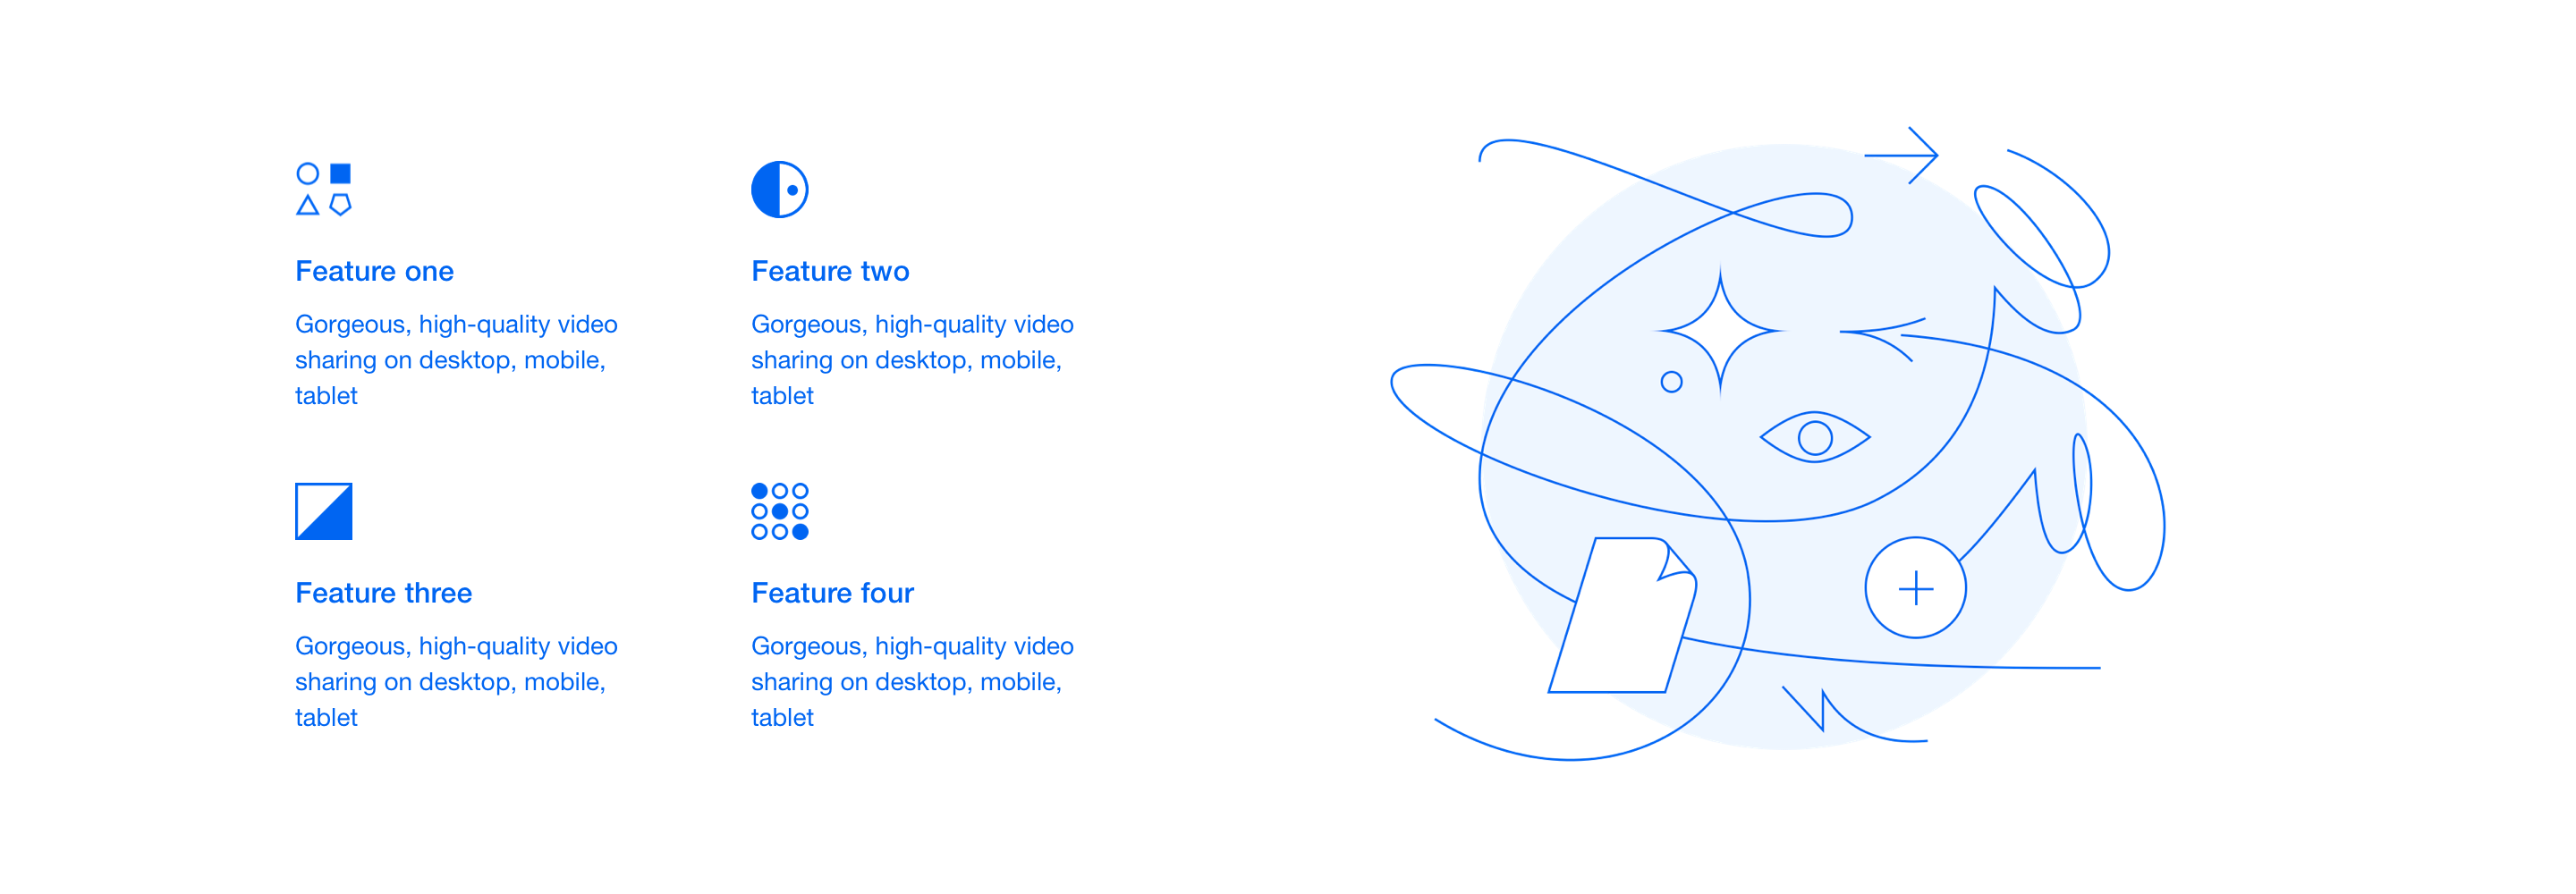 Feature one
Gorgeous, high-quality video
sharing on desktop, mobile,
tablet
Feature two
Gorgeous, high-quality video
sharing on desktop, mobile,
tablet
Feature three
Gorgeous, high-quality video
sharing on desktop, mobile,
tablet
Feature four
Gorgeous, high-quality video
sharing on desktop, mobile,
tablet